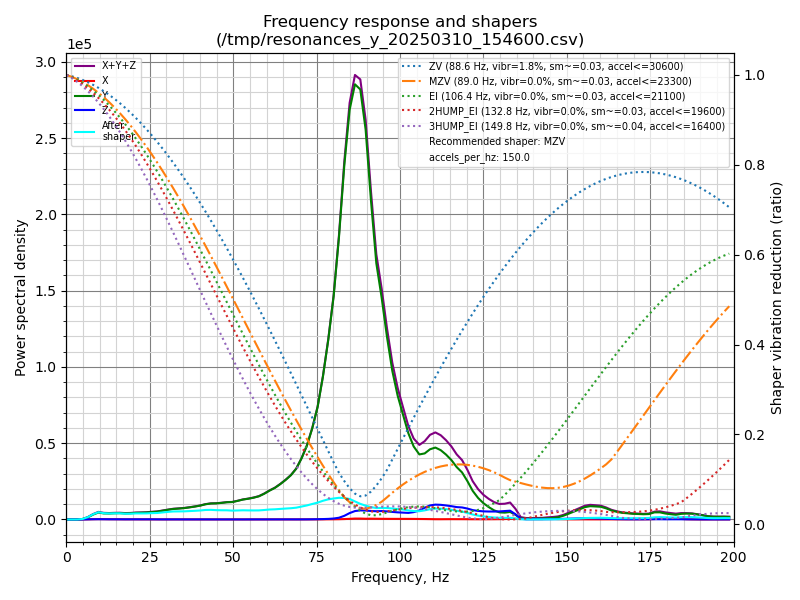 Frequency response and shapers
(/tmp/resonances_y_20250310_154600.csv)
1e5
X+Y+Z
X
Y
Z
After
shaper
ZV (88.6 Hz, vibr=1.8%, sm~=0.03, accel<=30600)
MZV (89.0 Hz, vibr=0.0%, sm~=0.03, accel<=23300)
EI (106.4 Hz, vibr=0.0%, sm~=0.03, accel<=21100)
2HUMP_EI (132.8 Hz, vibr=0.0%, sm~=0.03, accel<=19600)
3HUMP_EI (149.8 Hz, vibr=0.0%, sm~=0.04, accel<=16400)
Recommended shaper: MZV
accels_per_hz: 150.0
Power spectral density
3.0
2.5
2.0
1.5
1.0
0.5
0.0
1.0
0.8
0.6
0.4
0.2
0.0
Shaper vibration reduction (ratio)
0 25 50 75 100 125 150 175 200
Frequency, Hz